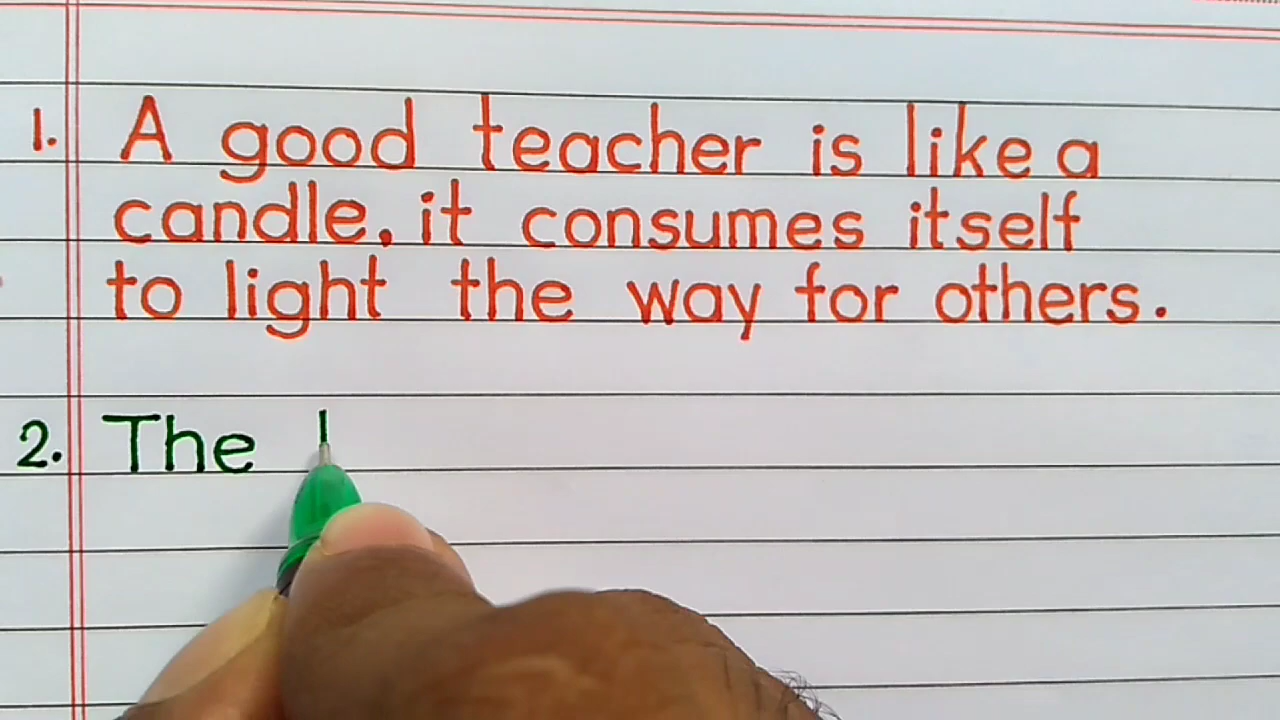 1. A good teacher is like a
candle, it consumes itself
to light the way for others.
2. The